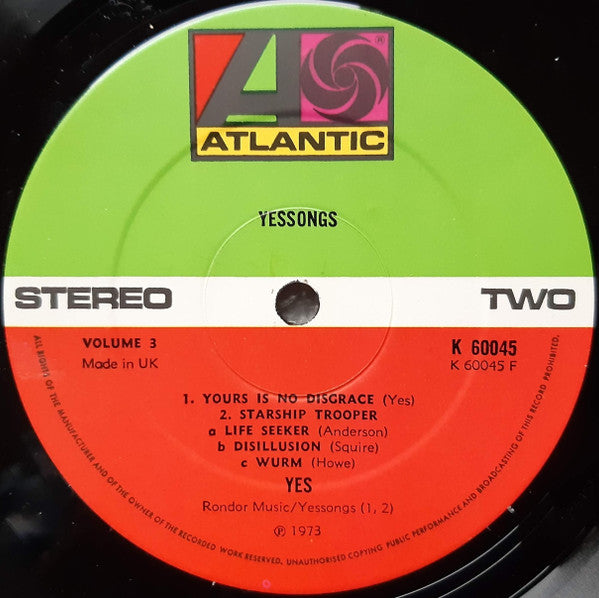 ATLANTIC
®
YESSONGS
STEREO
TWO
VOLUME 3
Made in UK
K 60045
K 60045 F
1. YOURS IS NO DISGRACE (Yes)
2. STARSHIP TROOPER
a LIFE SEEKER (Anderson)
b DISILLUSION (Squire)
c WURM (Howe)
YES
Rondor Music/Yessongs (1, 2)
℗ 1973
ALL RIGHTS OF THE MANUFACTURER AND OF THE OWNER OF THE RECORDED WORK RESERVED. UNAUTHORISED COPYING PUBLIC PERFORMANCE AND BROADCASTING OF THIS RECORD PROHIBITED.